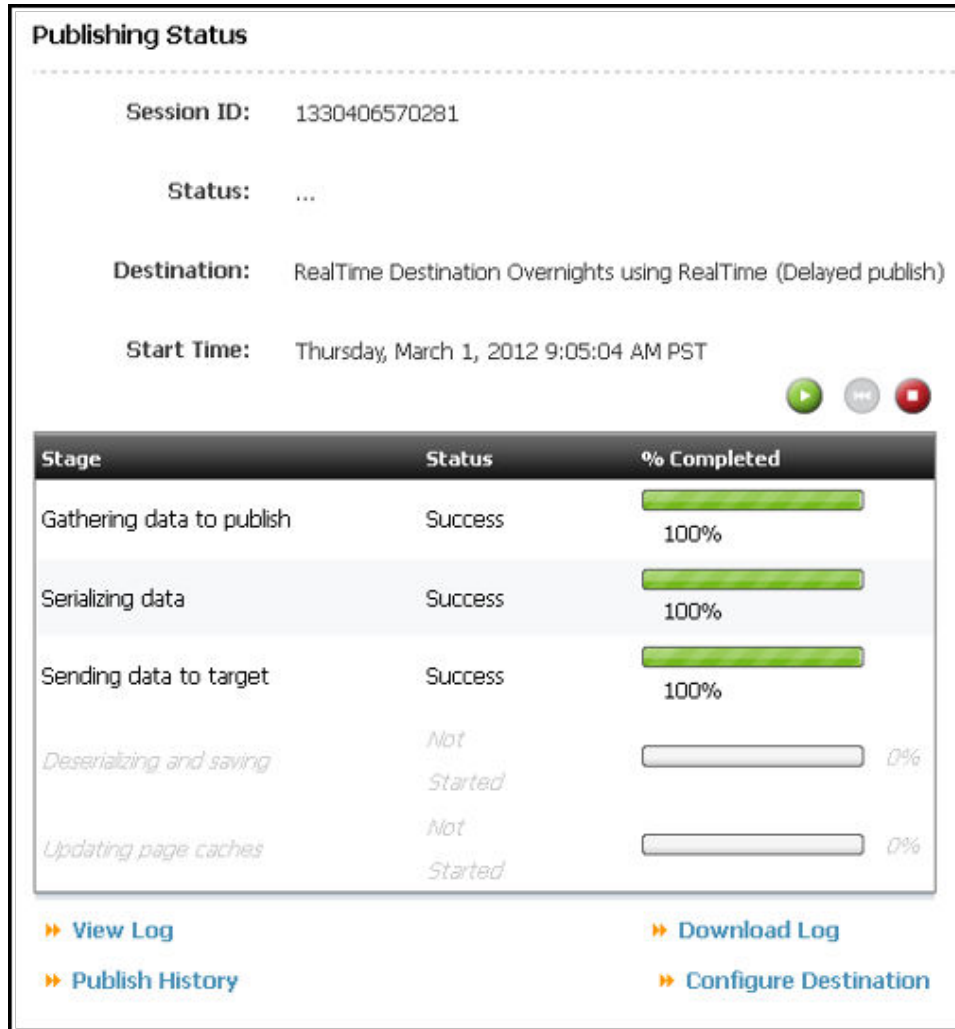 Publishing Status
Session ID: 1330406570281
Status: ...
Destination: RealTime Destination Overnights using RealTime (Delayed publish)
Start Time: Thursday, March 1, 2012 9:05:04 AM PST
Stage Status % Completed
Gathering data to publish Success 100%
Serializing data Success 100%
Sending data to target Success 100%
Deserializing and saving Not Started 0%
Updating page caches Not Started 0%
View Log Download Log
Publish History Configure Destination